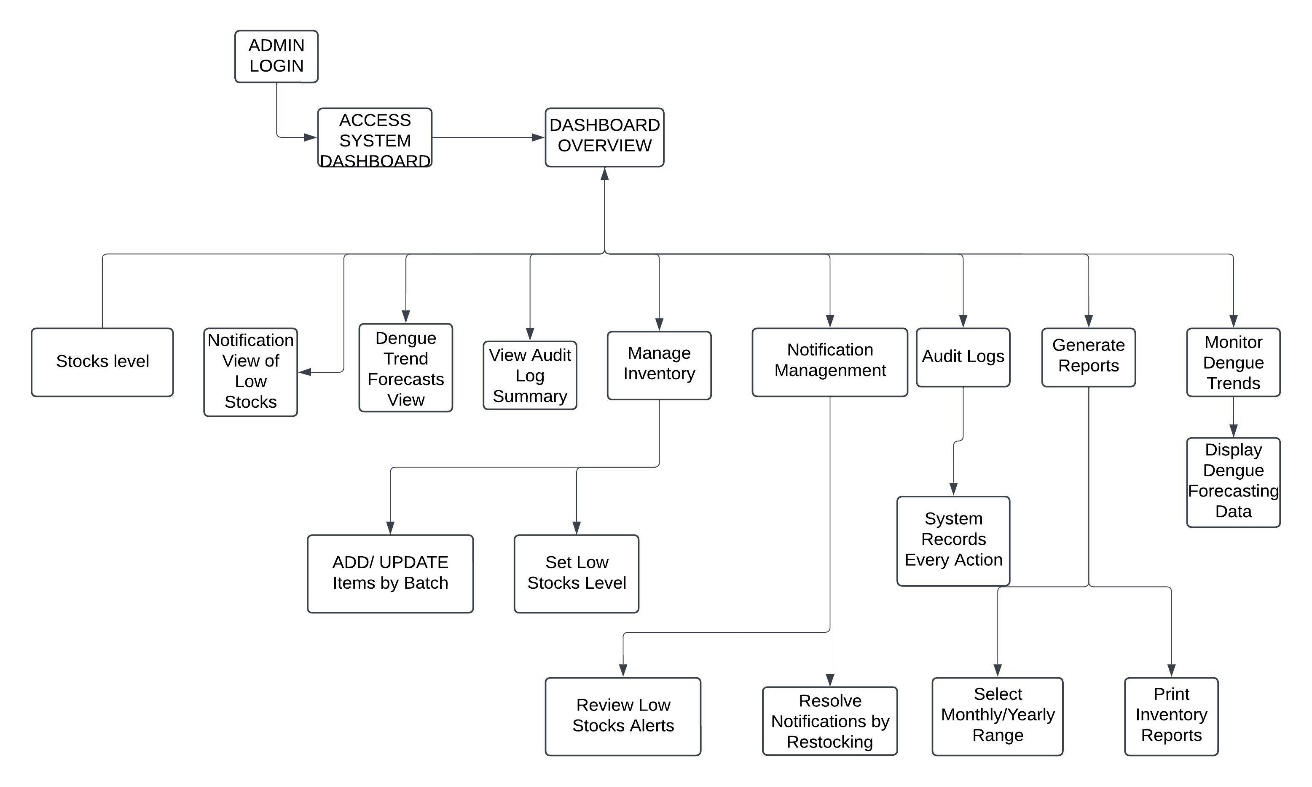 ADMIN
LOGIN
ACCESS
SYSTEM
DASHBOARD
DASHBOARD
OVERVIEW
Stocks level
Notification
View of
Low
Stocks
Dengue
Trend
Forecasts
View
View Audit
Log
Summary
Manage
Inventory
Notification
Managenment
Audit Logs
Generate
Reports
Monitor
Dengue
Trends
Display
Dengue
Forecasting
Data
System
Records
Every Action
ADD/ UPDATE
Items by Batch
Set Low
Stocks Level
Review Low
Stocks Alerts
Resolve
Notifications by
Restocking
Select
Monthly/Yearly
Range
Print
Inventory
Reports